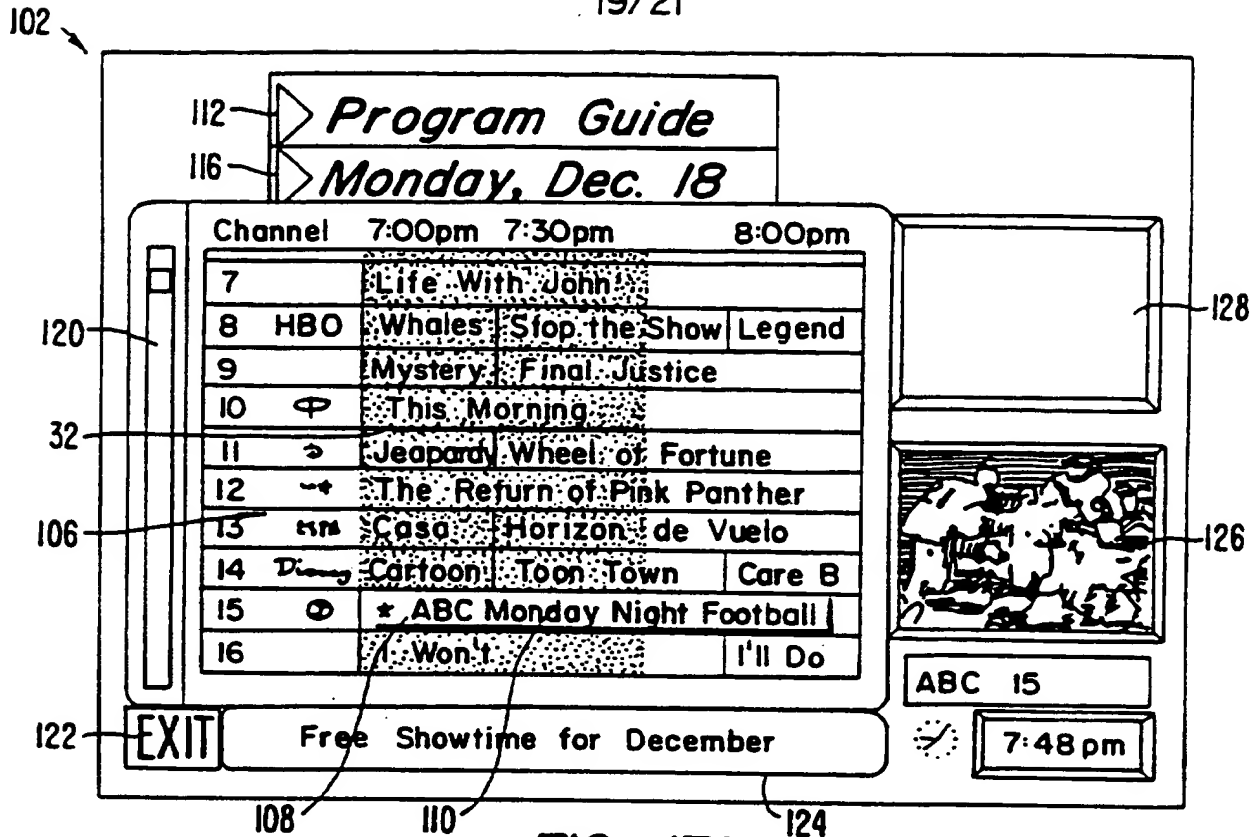 19/21
102
112 Program Guide
116 Monday, Dec. 18
Channel 7:00pm 7:30pm 8:00pm
7 Life With John
120 8 HBO Whales Stop the Show Legend 128
9 Mystery Final Justice
10 This Morning
32
11 Jeapardy Wheel of Fortune
12 The Return of Pink Panther
106 13 Casa Horizon de Vuelo 126
14 Disney Cartoon Toon Town Care B
15 * ABC Monday Night Football
16 I Won't I'll Do
ABC 15
122 EXIT Free Showtime for December 7:48pm
108 110 124